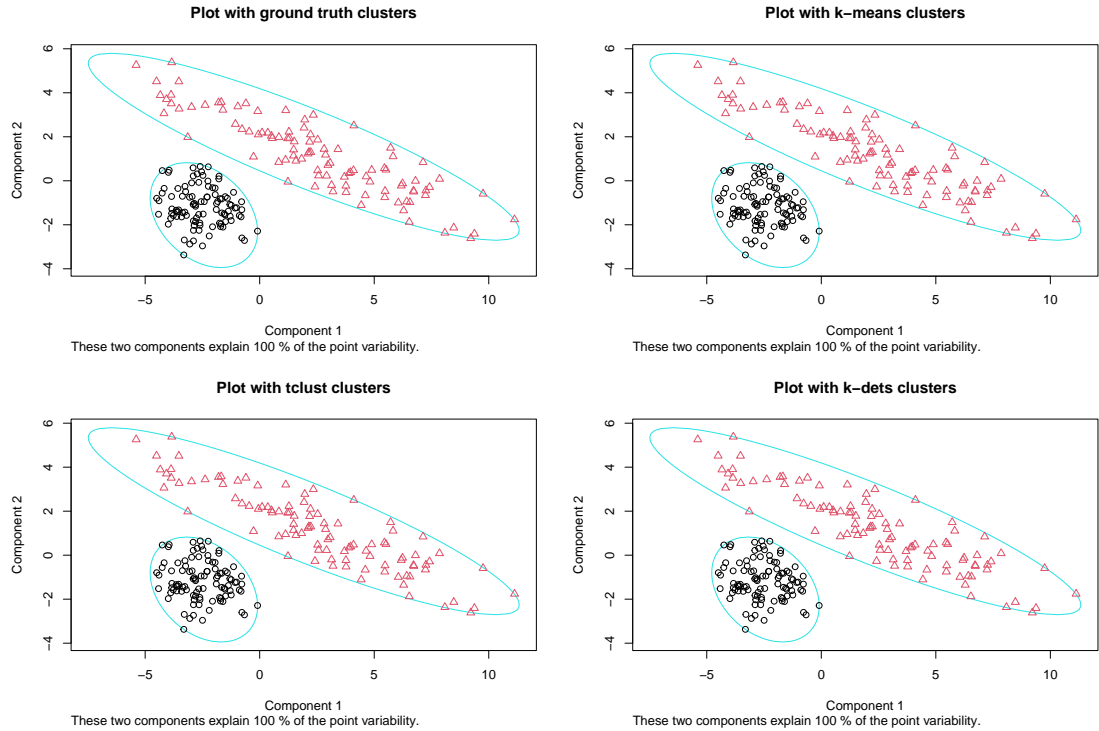 Plot with ground truth clusters
Component 2
6
4
2
0
−2
−4
−5
0
5
10
Component 1
These two components explain 100 % of the point variability.
Plot with k−means clusters
Component 2
6
4
2
0
−2
−4
−5
0
5
10
Component 1
These two components explain 100 % of the point variability.
Plot with tclust clusters
Component 2
6
4
2
0
−2
−4
−5
0
5
10
Component 1
These two components explain 100 % of the point variability.
Plot with k−dets clusters
Component 2
6
4
2
0
−2
−4
−5
0
5
10
Component 1
These two components explain 100 % of the point variability.